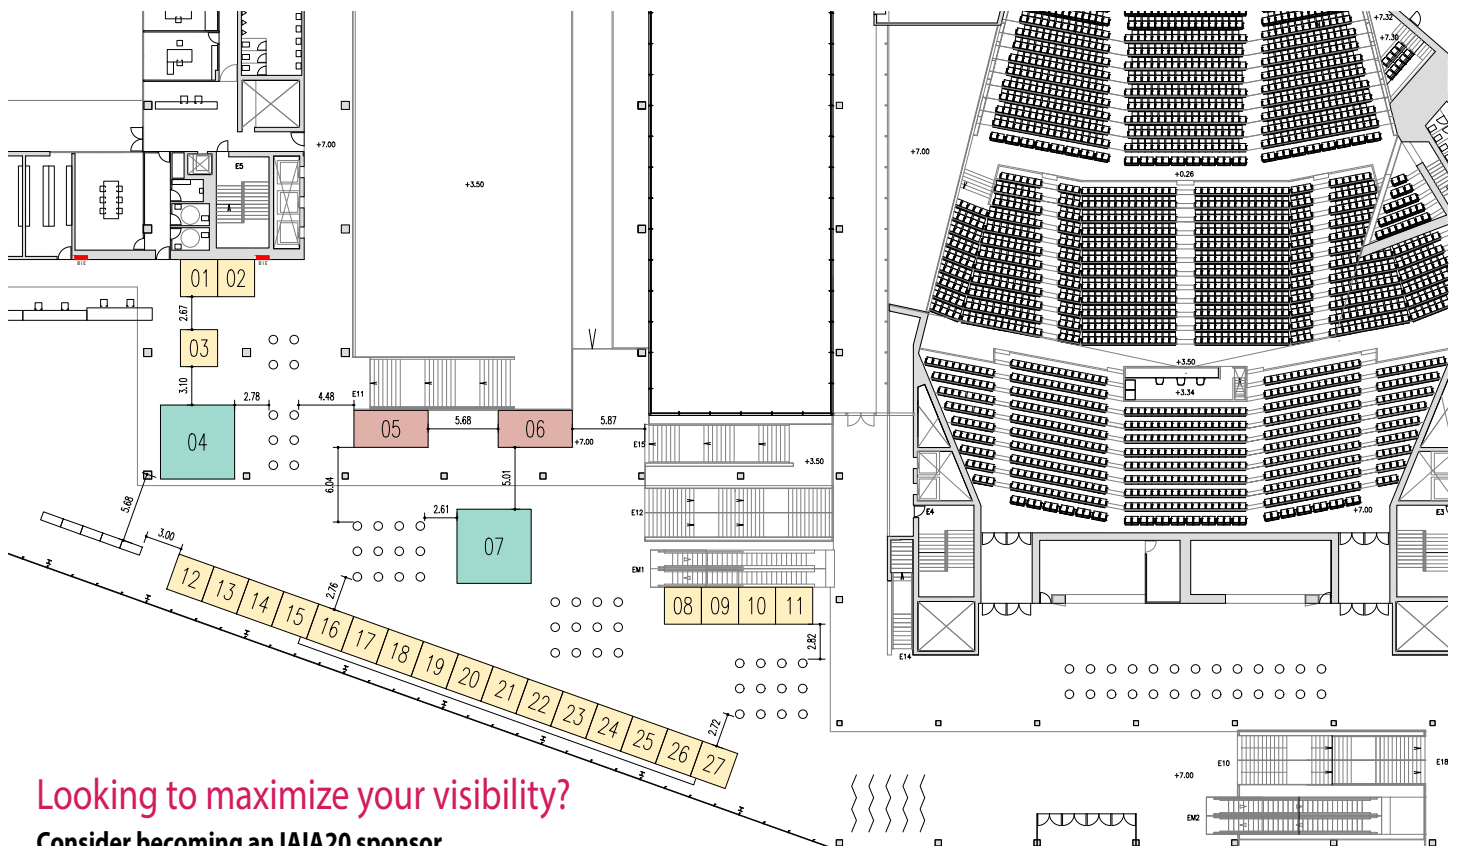 +7.32
+7.30
+7.00
+7.00
E5
+3.50
+0.26
01 02
2.67
03
3.10
2.78
4.48
E11
04
05
5.68
06
5.87
+7.00
+3.50
+3.34
E15
+3.50
5.68
6.04
5.01
2.61
E12
E4
+7.00
E3
3.00
07
EM1
2.76
08 09 10 11
2.82
E14
12 13 14 15 16 17 18 19 20 21 22 23 24 25 26 27
2.72
E10
E18
+7.00
EM2
Looking to maximize your visibility?
Consider becoming an IAIA20 sponsor